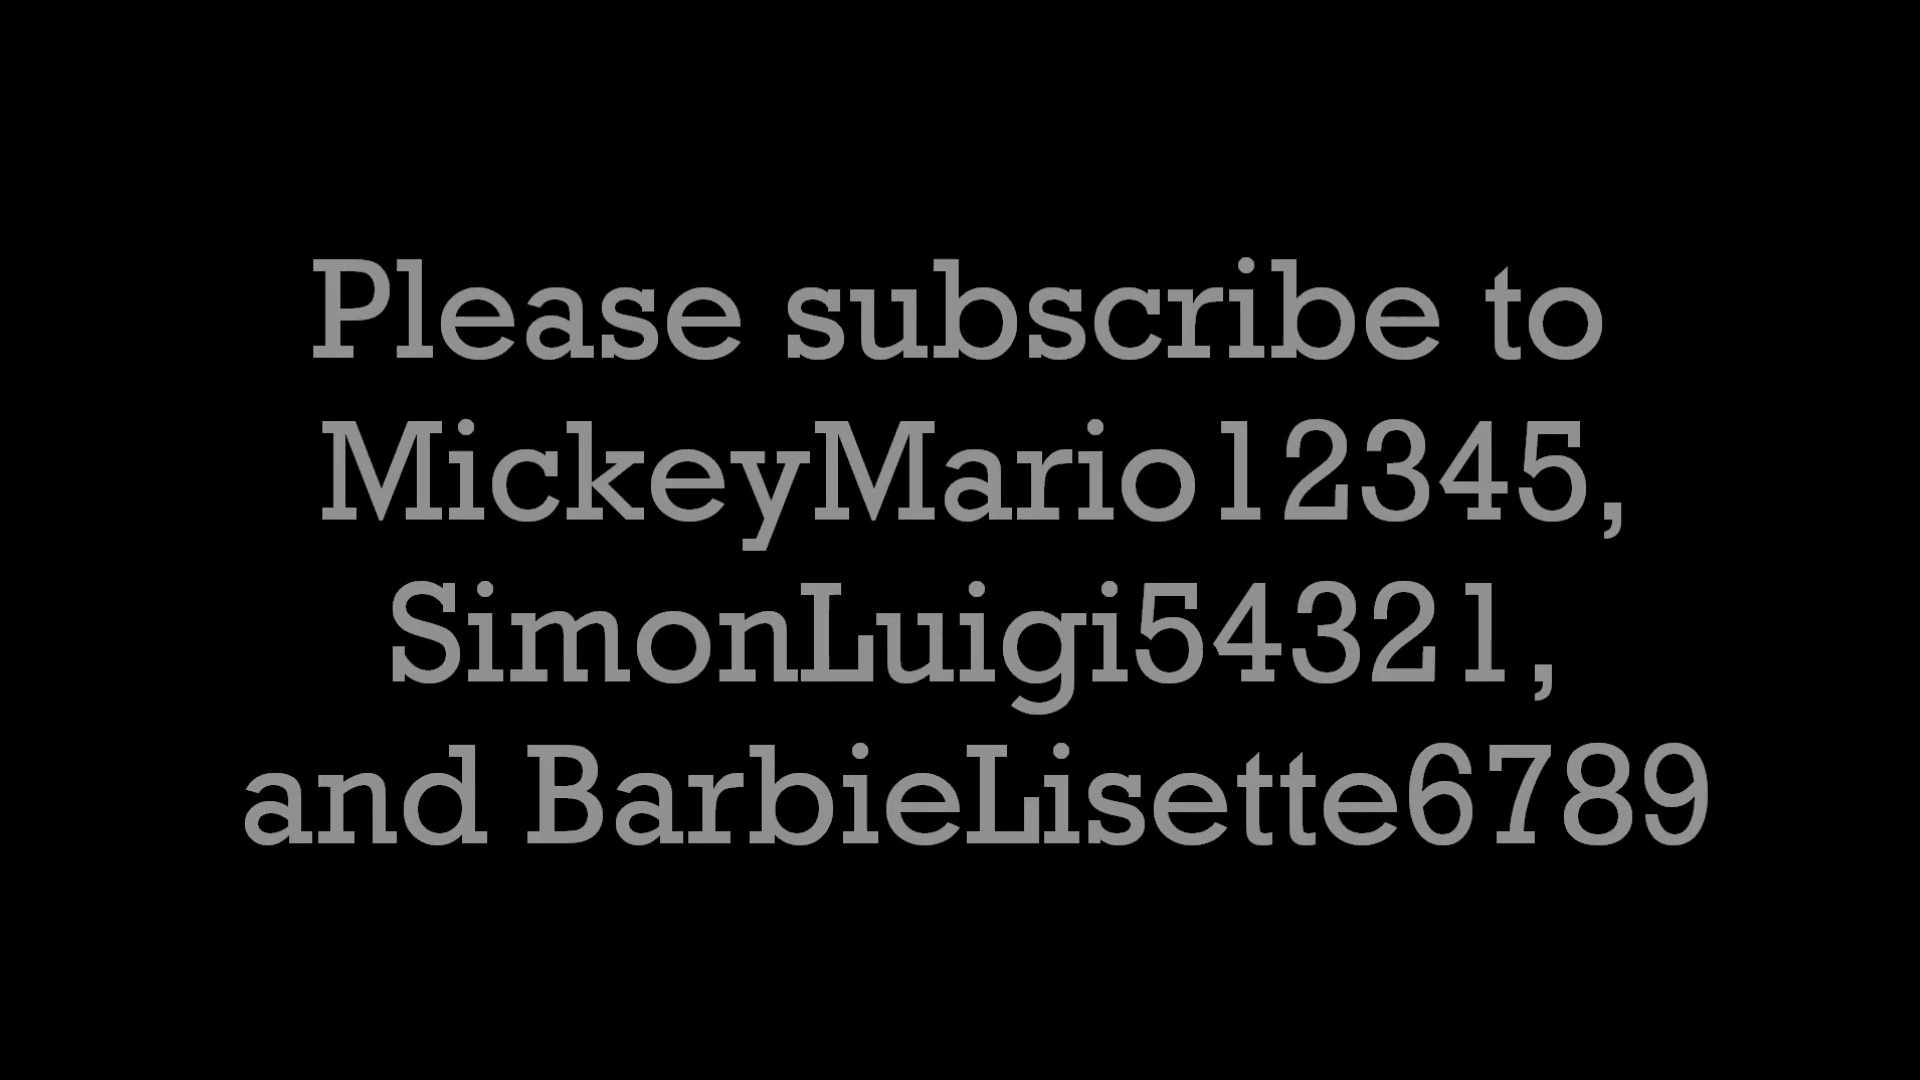 Please subscribe to
MickeyMario12345,
SimonLuigi54321,
and BarbieLisette6789